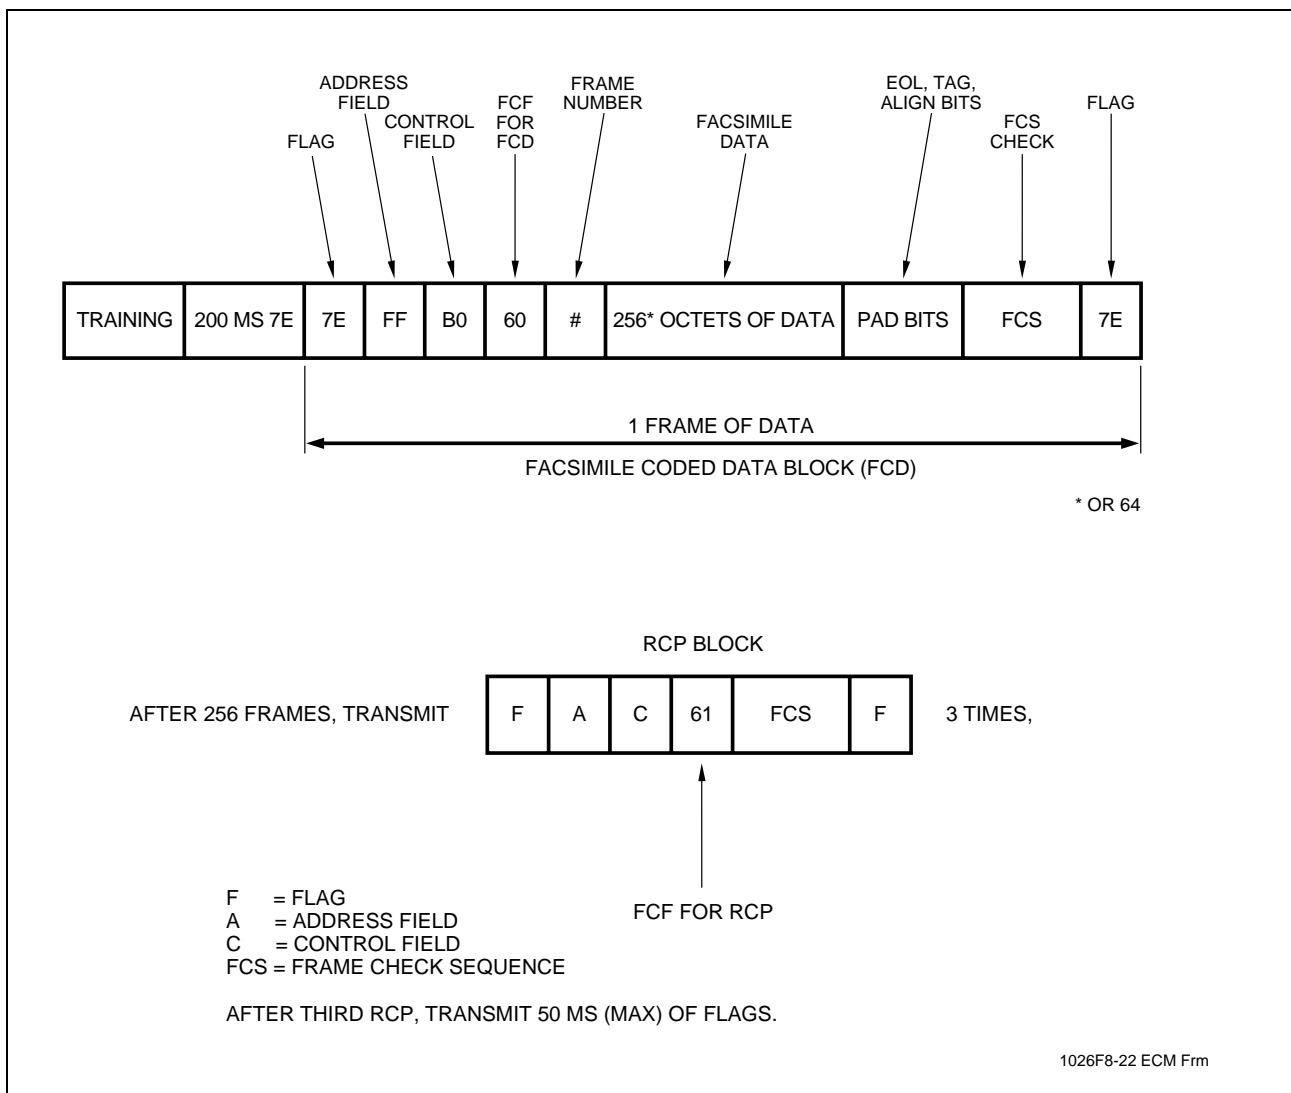 ADDRESS
FIELD
FLAG
CONTROL
FIELD
FCF
FOR
FCD
FRAME
NUMBER
FACSIMILE
DATA
EOL, TAG,
ALIGN BITS
FCS
CHECK
FLAG
TRAINING 200 MS 7E 7E FF B0 60 # 256* OCTETS OF DATA PAD BITS FCS 7E
1 FRAME OF DATA
FACSIMILE CODED DATA BLOCK (FCD)
* OR 64
RCP BLOCK
AFTER 256 FRAMES, TRANSMIT F A C 61 FCS F 3 TIMES,
FCF FOR RCP
F = FLAG
A = ADDRESS FIELD
C = CONTROL FIELD
FCS = FRAME CHECK SEQUENCE
AFTER THIRD RCP, TRANSMIT 50 MS (MAX) OF FLAGS.
1026F8-22 ECM Frm